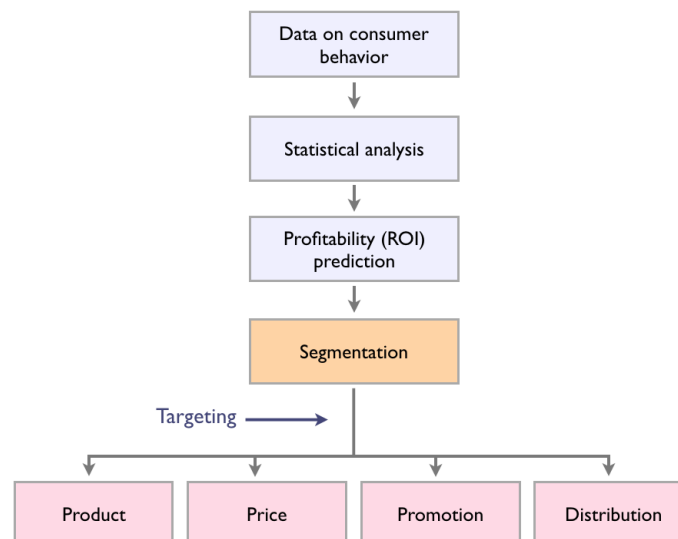 Data on consumer
behavior
Statistical analysis
Profitability (ROI)
prediction
Segmentation
Targeting
Product
Price
Promotion
Distribution